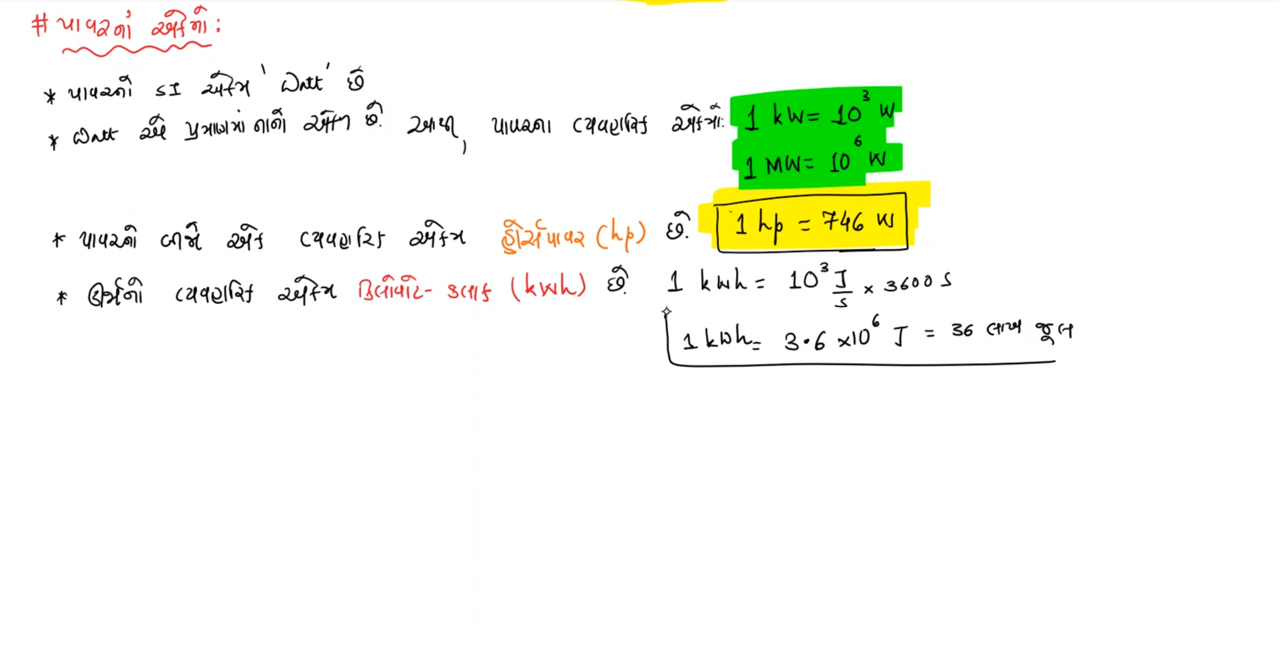 # પાવરનાં એકમો :
* પાવરનો SI એકમ 'Watt' છે
* Watt એ પ્રમાણમાં નાનો એકમ છે. આથી, પાવરના વ્યવહારિક એકમો: 1 kW = 10³ W
1 MW = 10⁶ W
* પાવરનો બીજો એક વ્યવહારિક એકમ હોર્સપાવર (hp) છે. 1 hp = 746 W
* ઊર્જાનો વ્યવહારિક એકમ કિલોવોટ-કલાક (kwh) છે. 1 kwh = 10³ J/s × 3600 s
1 kwh = 3.6 × 10⁶ J = 36 લાખ જૂલ